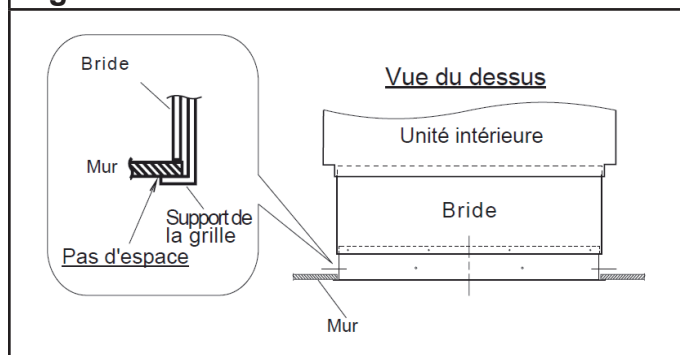 Bride
Vue du dessus
Unité intérieure
Mur
Bride
Support de
la grille
Pas d'espace
Mur